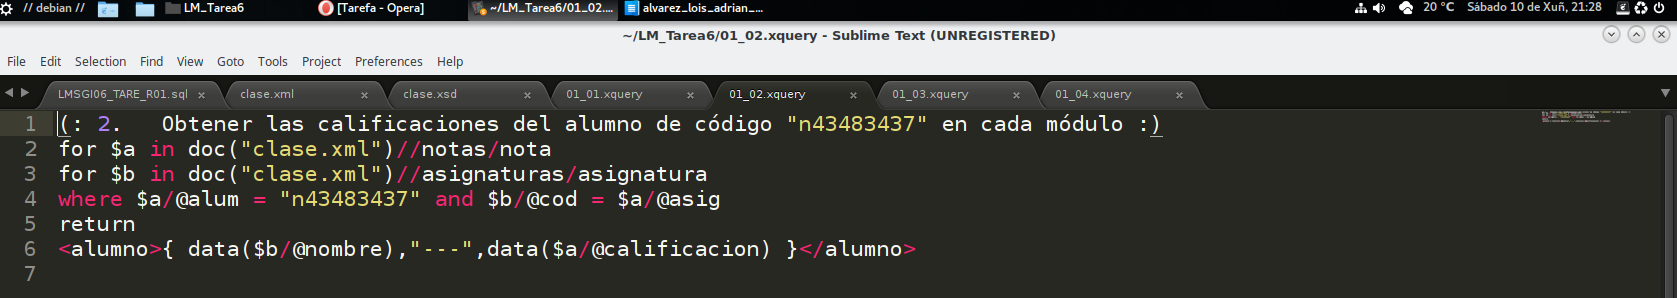 // debian //
LM_Tarea6
[Tarefa - Opera]
~/LM_Tarea6/01_02....
alvarez_lois_adrian_...
20 °C
Sábado 10 de Xuñ, 21:28
~/LM_Tarea6/01_02.xquery - Sublime Text (UNREGISTERED)
File Edit Selection Find View Goto Tools Project Preferences Help
LMSGI06_TARE_R01.sql
clase.xml
clase.xsd
01_01.xquery
01_02.xquery
01_03.xquery
01_04.xquery
1 (: 2.   Obtener las calificaciones del alumno de código "n43483437" en cada módulo :)
2 for $a in doc("clase.xml")//notas/nota
3 for $b in doc("clase.xml")//asignaturas/asignatura
4 where $a/@alum = "n43483437" and $b/@cod = $a/@asig
5 return
6 <alumno>{ data($b/@nombre),"---",data($a/@calificacion) }</alumno>
7